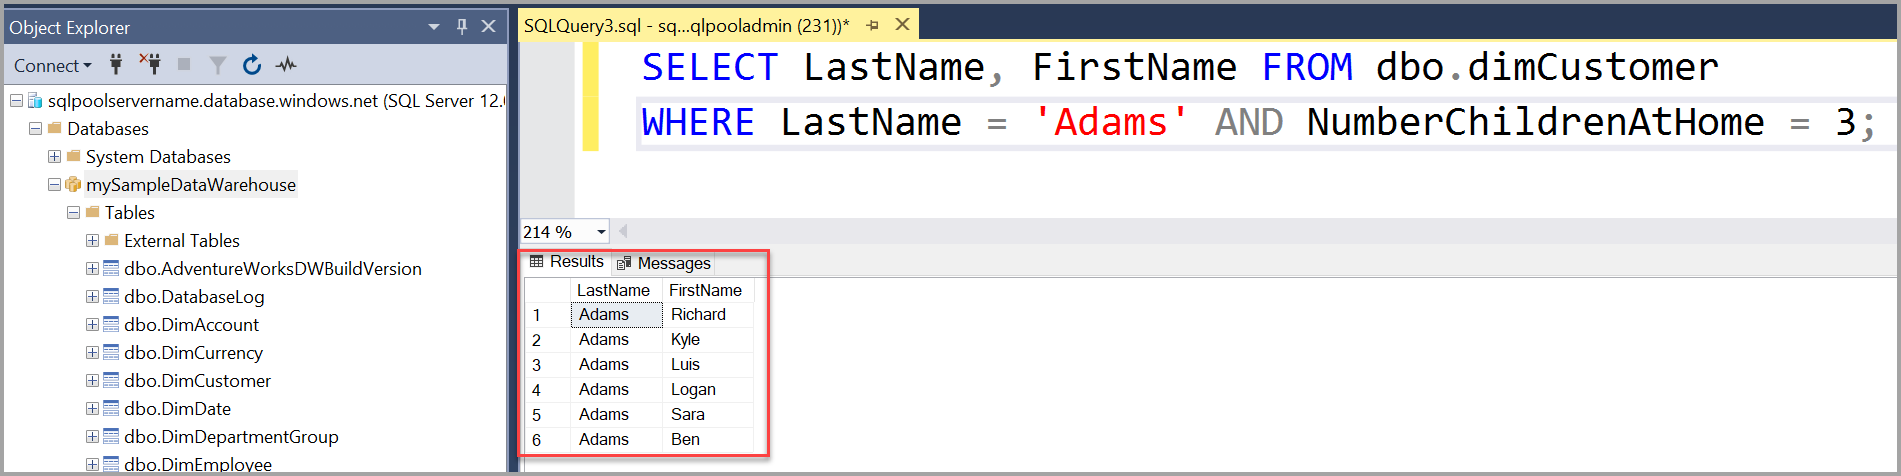 Object Explorer
Connect
sqlpoolservername.database.windows.net (SQL Server 12.
Databases
System Databases
mySampleDataWarehouse
Tables
External Tables
dbo.AdventureWorksDWBuildVersion
dbo.DatabaseLog
dbo.DimAccount
dbo.DimCurrency
dbo.DimCustomer
dbo.DimDate
dbo.DimDepartmentGroup
dbo.DimEmployee
SQLQuery3.sql - sq...qlpooladmin (231))*
SELECT LastName, FirstName FROM dbo.dimCustomer
WHERE LastName = 'Adams' AND NumberChildrenAtHome = 3;
214 %
Results Messages
LastName FirstName
1 Adams Richard
2 Adams Kyle
3 Adams Luis
4 Adams Logan
5 Adams Sara
6 Adams Ben